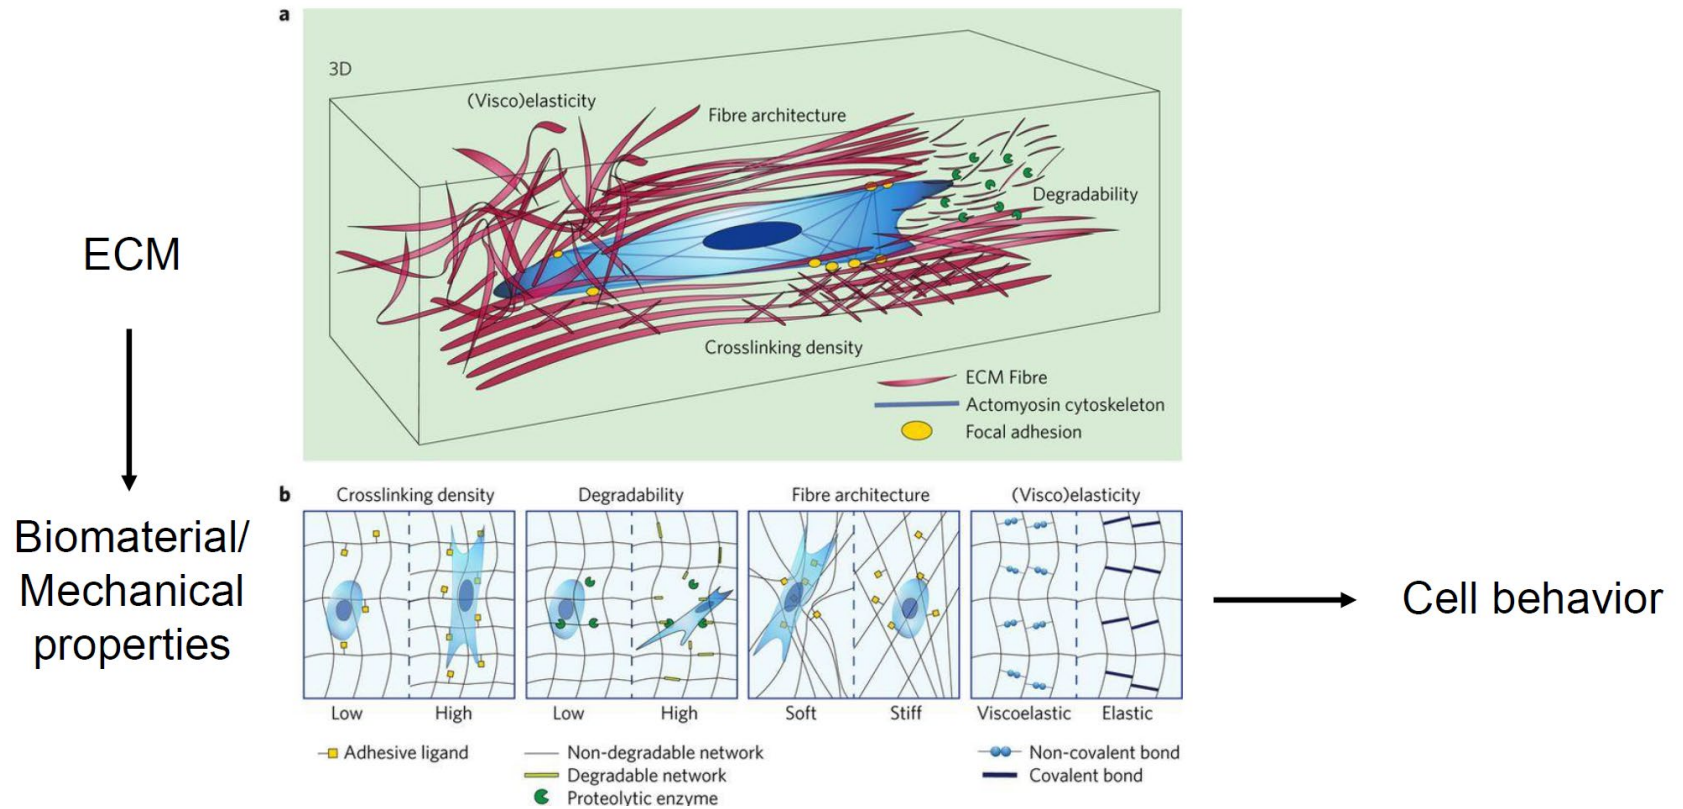 a
3D
(Visco)elasticity
Fibre architecture
Degradability
Crosslinking density
ECM Fibre
Actomyosin cytoskeleton
Focal adhesion
ECM
Biomaterial/
Mechanical
properties
b
Crosslinking density
Degradability
Fibre architecture
(Visco)elasticity
Low
High
Low
High
Soft
Stiff
Viscoelastic
Elastic
Adhesive ligand
Non-degradable network
Degradable network
Proteolytic enzyme
Non-covalent bond
Covalent bond
Cell behavior